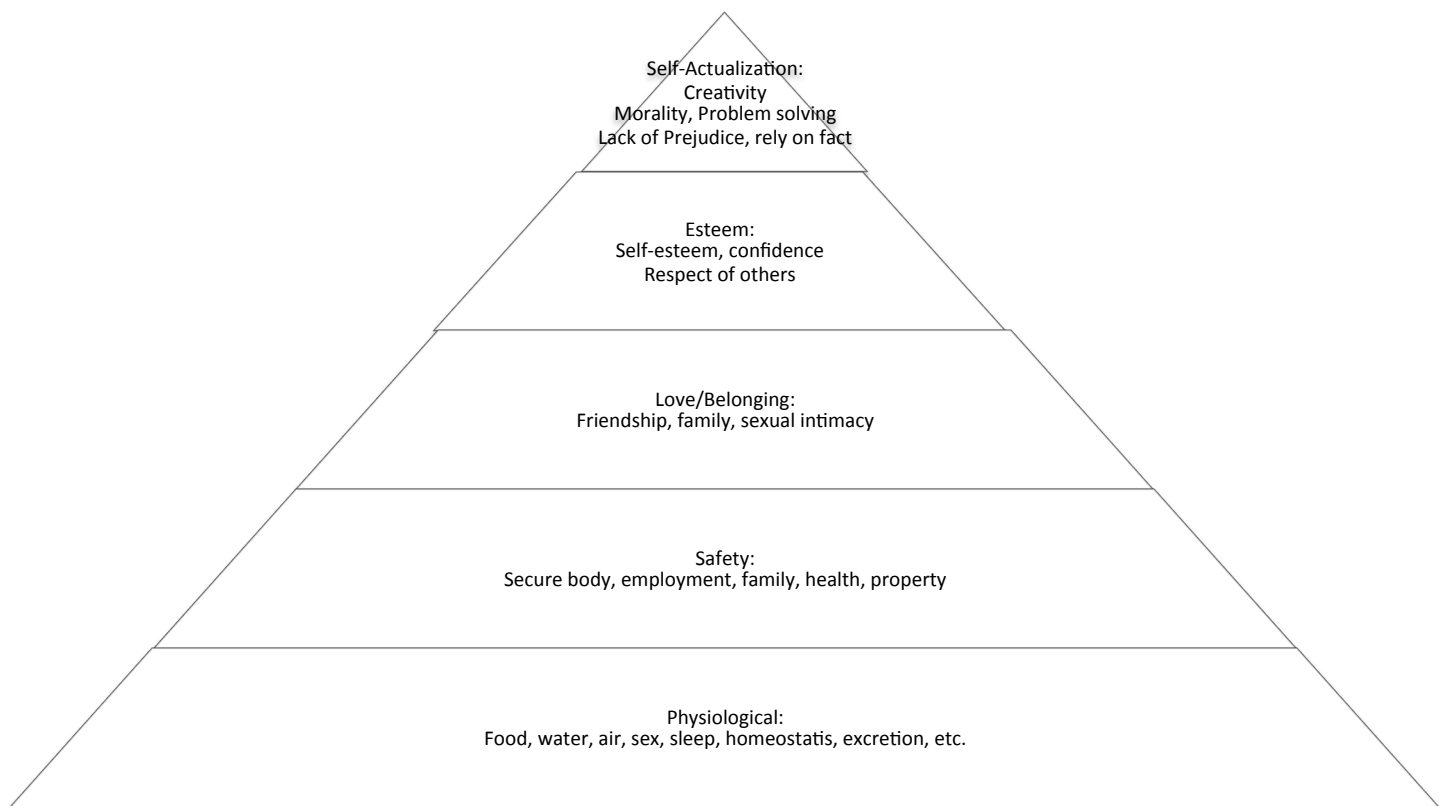 Self-Actualization:
Creativity
Morality, Problem solving
Lack of Prejudice, rely on fact
Esteem:
Self-esteem, confidence
Respect of others
Love/Belonging:
Friendship, family, sexual intimacy
Safety:
Secure body, employment, family, health, property
Physiological:
Food, water, air, sex, sleep, homeostatis, excretion, etc.